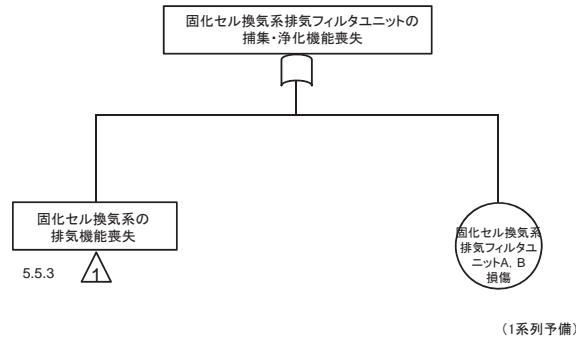 固化セル換気系排気フィルタユニットの
捕集・浄化機能喪失
固化セル換気系の
排気機能喪失
5.5.3
1
固化セル換気系
排気フィルタユ
ニットA, B
損傷
（1系列予備）